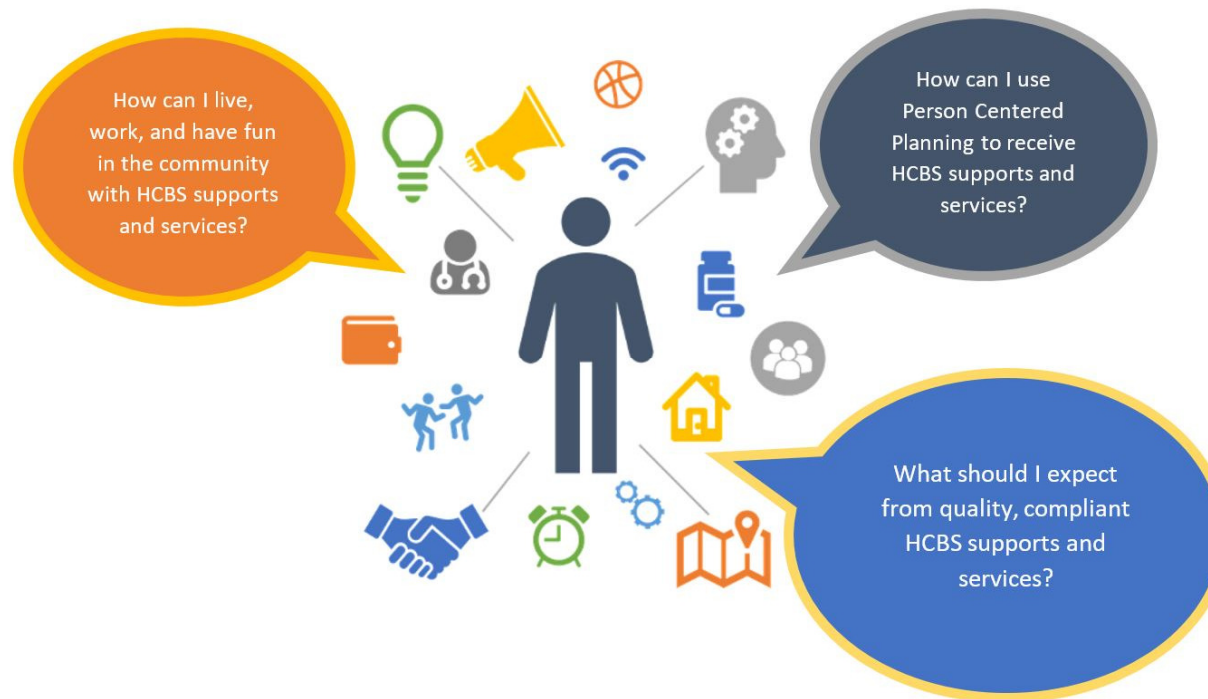 How can I live,
work, and have fun
in the community
with HCBS supports
and services?
How can I use
Person Centered
Planning to receive
HCBS supports and
services?
What should I expect
from quality, compliant
HCBS supports and
services?